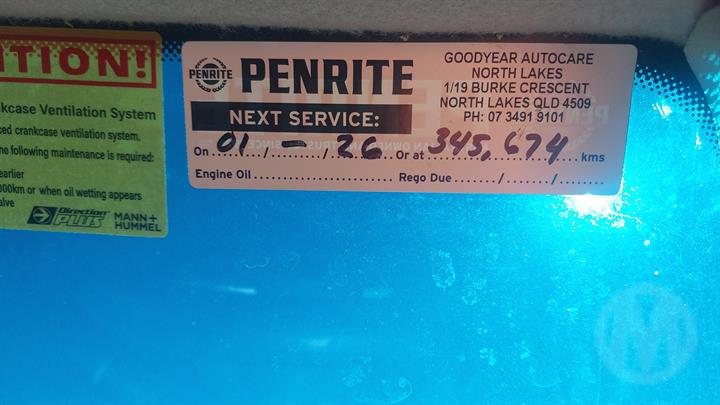 TION!
kcase Ventilation System
ced crankcase ventilation system.
he following maintenance is required:
earlier
000km or when oil wetting appears
alve
Direction PLUS
MANN+
HUMMEL
PENRITE
PENRITE
NEXT SERVICE:
GOODYEAR AUTOCARE
NORTH LAKES
1/19 BURKE CRESCENT
NORTH LAKES QLD 4509
PH: 07 3491 9101
On 01 / - / 26 Or at 345,674 kms
Engine Oil ............................ Rego Due ....... / ....... / .......
M